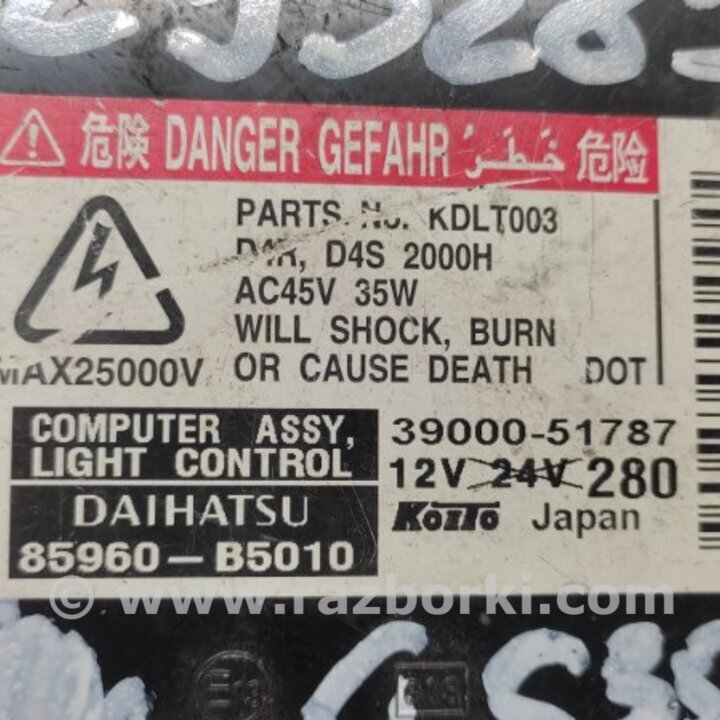 危険 DANGER GEFAHR خَطَرْ 危险
PARTS No. KDLT003
D4R, D4S 2000H
AC45V 35W
WILL SHOCK, BURN
MAX25000V OR CAUSE DEATH DOT
COMPUTER ASSY, 39000-51787
LIGHT CONTROL 12V 24V 280
DAIHATSU KOITO Japan
85960-B5010
© www.razborki.com